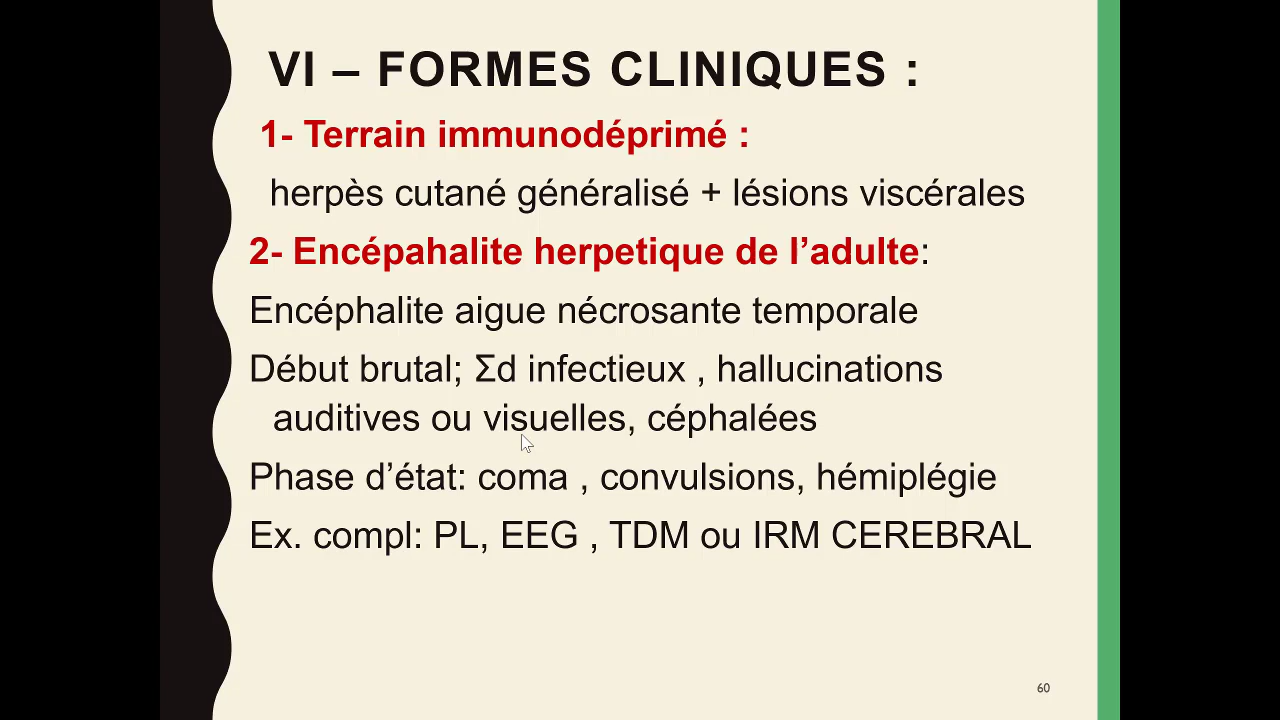 VI – FORMES CLINIQUES :
1- Terrain immunodéprimé :
herpès cutané généralisé + lésions viscérales
2- Encépahalite herpetique de l’adulte:
Encéphalite aigue nécrosante temporale
Début brutal; Σd infectieux , hallucinations
auditives ou visuelles, céphalées
Phase d’état: coma , convulsions, hémiplégie
Ex. compl: PL, EEG , TDM ou IRM CEREBRAL
60